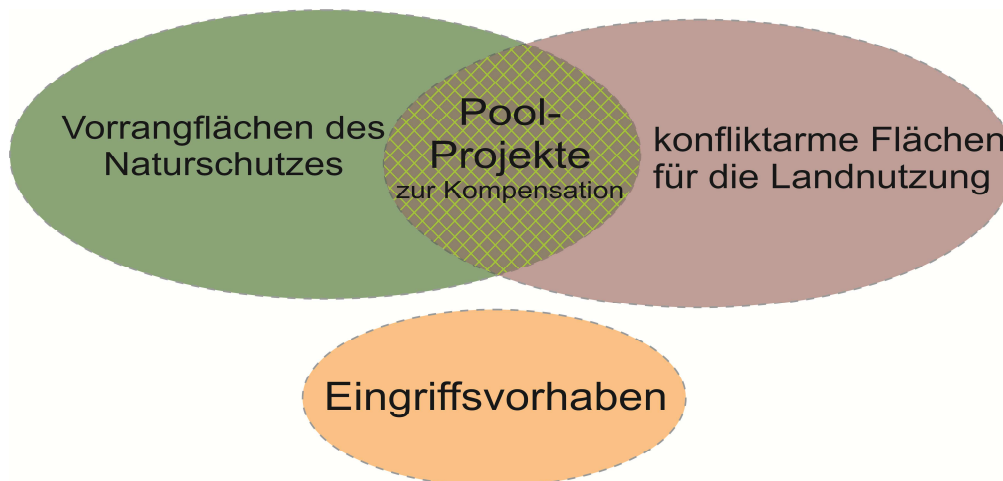 Vorrangflächen des
Naturschutzes
Pool-
Projekte
zur Kompensation
konfliktarme Flächen
für die Landnutzung
Eingriffsvorhaben